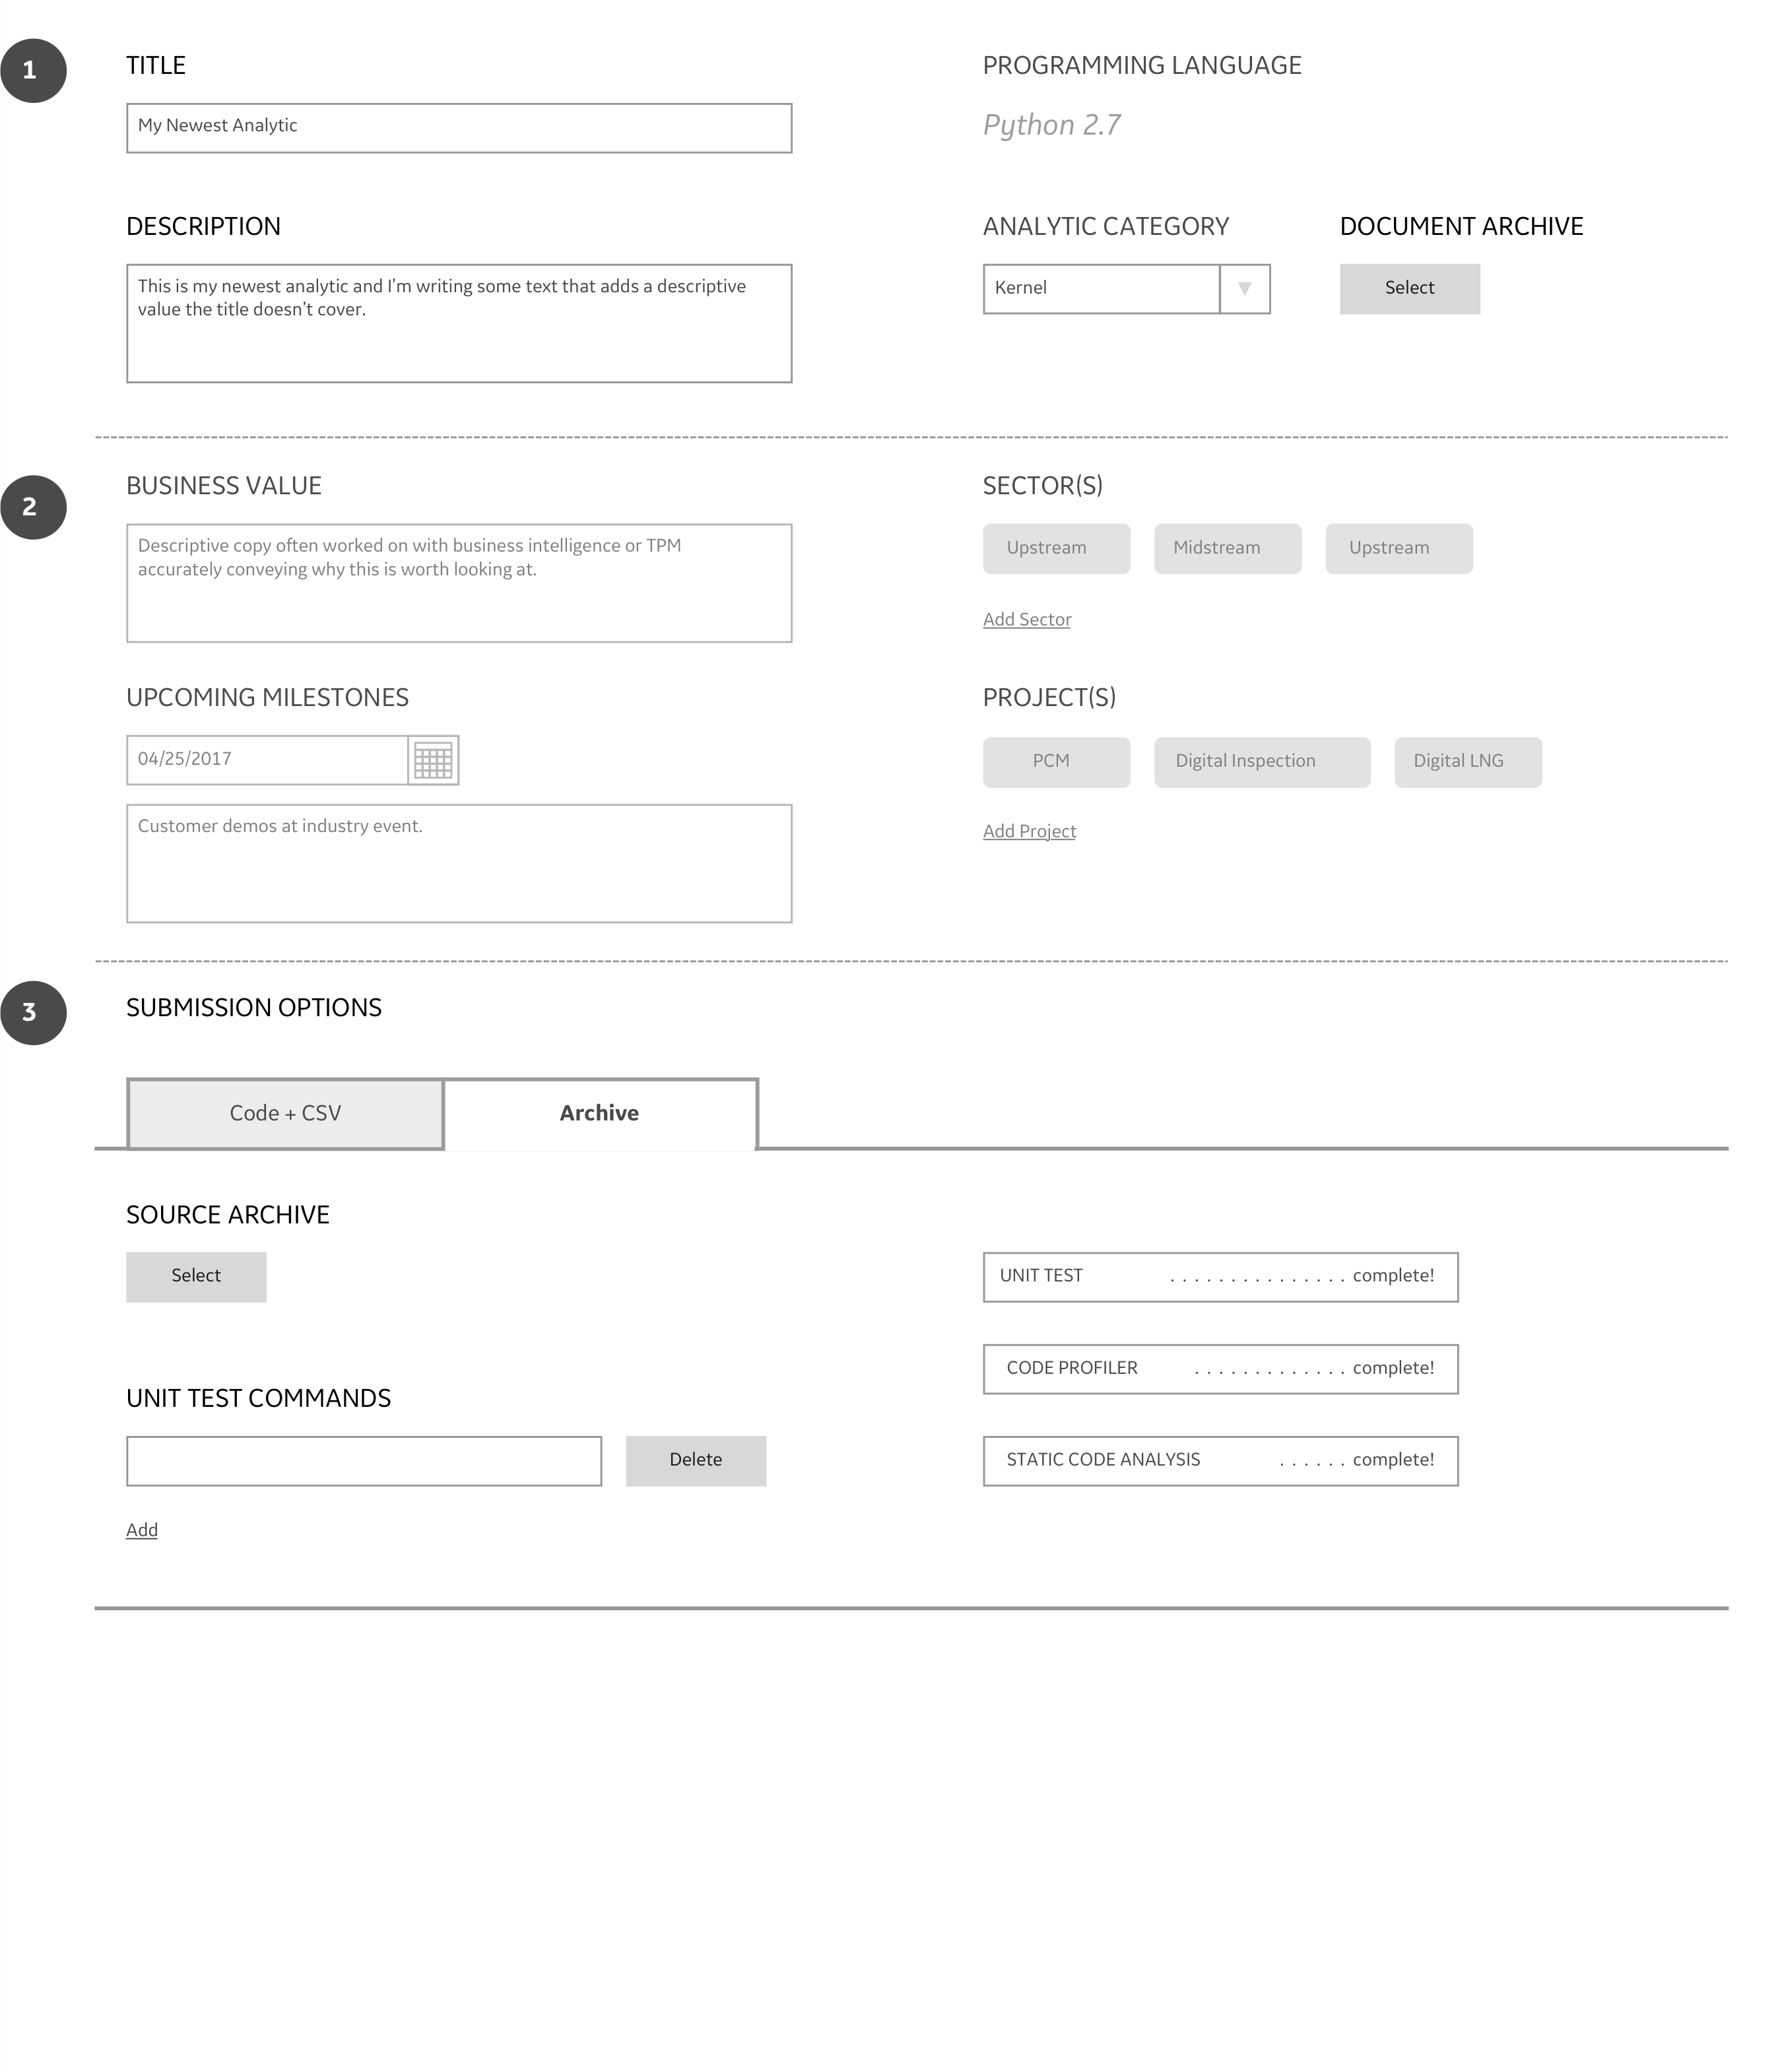 1
TITLE
My Newest Analytic
PROGRAMMING LANGUAGE
Python 2.7
DESCRIPTION
This is my newest analytic and I'm writing some text that adds a descriptive
value the title doesn't cover.
ANALYTIC CATEGORY
Kernel
DOCUMENT ARCHIVE
Select
2
BUSINESS VALUE
Descriptive copy often worked on with business intelligence or TPM
accurately conveying why this is worth looking at.
SECTOR(S)
Upstream
Midstream
Upstream
Add Sector
UPCOMING MILESTONES
04/25/2017
Customer demos at industry event.
PROJECT(S)
PCM
Digital Inspection
Digital LNG
Add Project
3
SUBMISSION OPTIONS
Code + CSV
Archive
SOURCE ARCHIVE
Select
UNIT TEST COMMANDS
Delete
Add
UNIT TEST . . . . . . . . . . . . . . . complete!
CODE PROFILER . . . . . . . . . . . . . complete!
STATIC CODE ANALYSIS . . . . . . complete!